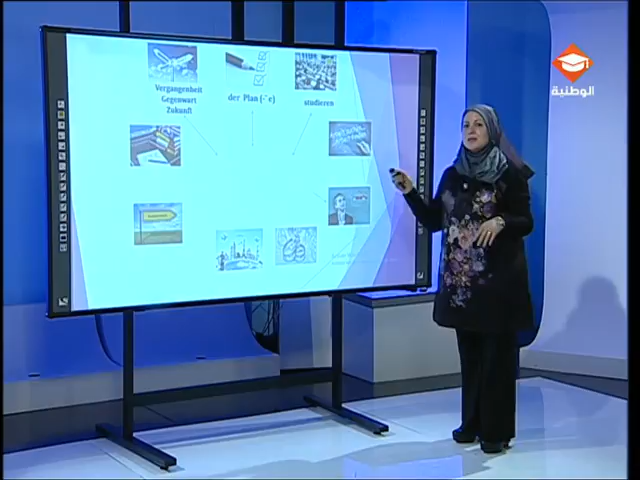 Vergangenheit
Gegenwart
Zukunft
der Plan (-¨e)
studieren
الوطنية